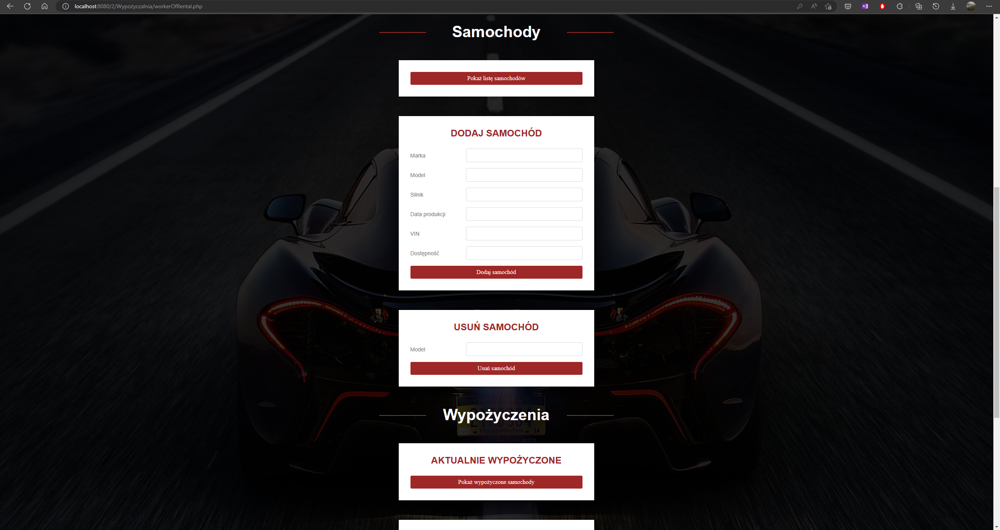 localhost:8080/2/Wypożyczalnia/workerOfRental.php
Samochody
Pokaż listę samochodów
DODAJ SAMOCHÓD
Marka
Model
Silnik
Data produkcji
VIN
Dostępność
Dodaj samochód
USUŃ SAMOCHÓD
Model
Usuń samochód
NEW YORK
Wypożyczenia
NOV TRANSPORTER 14
AKTUALNIE WYPOŻYCZONE
Pokaż wypożyczone samochody